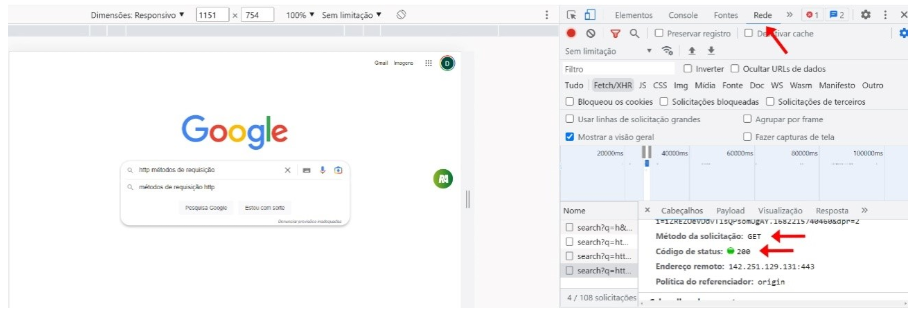 Dimensões: Responsivo ▼ 1151 × 754 100% ▼ Sem limitação ▼
Elementos Console Fontes Rede » 1 2
Preservar registro Desativar cache
Sem limitação
Filtro Inverter Ocultar URLs de dados
Tudo Fetch/XHR JS CSS Img Mídia Fonte Doc WS Wasm Manifesto Outro
Bloqueou os cookies Solicitações bloqueadas Solicitações de terceiros
Usar linhas de solicitação grandes Agrupar por frame
Mostrar a visão geral Fazer capturas de tela
20000ms 40000ms 60000ms 80000ms 100000ms
Nome × Cabeçalhos Payload Visualização Resposta »
search?q=h&...
search?q=ht...
search?q=htt...
search?q=htt...
Método da solicitação: GET
Código de status: 200
Endereço remoto: 142.251.129.131:443
Política do referenciador: origin
4 / 108 solicitações
Gmail Imagens D
Google
http métodos de requisição
métodos de requisição http
Pesquisa Google Estou com sorte
Denunciar previsões inadequadas